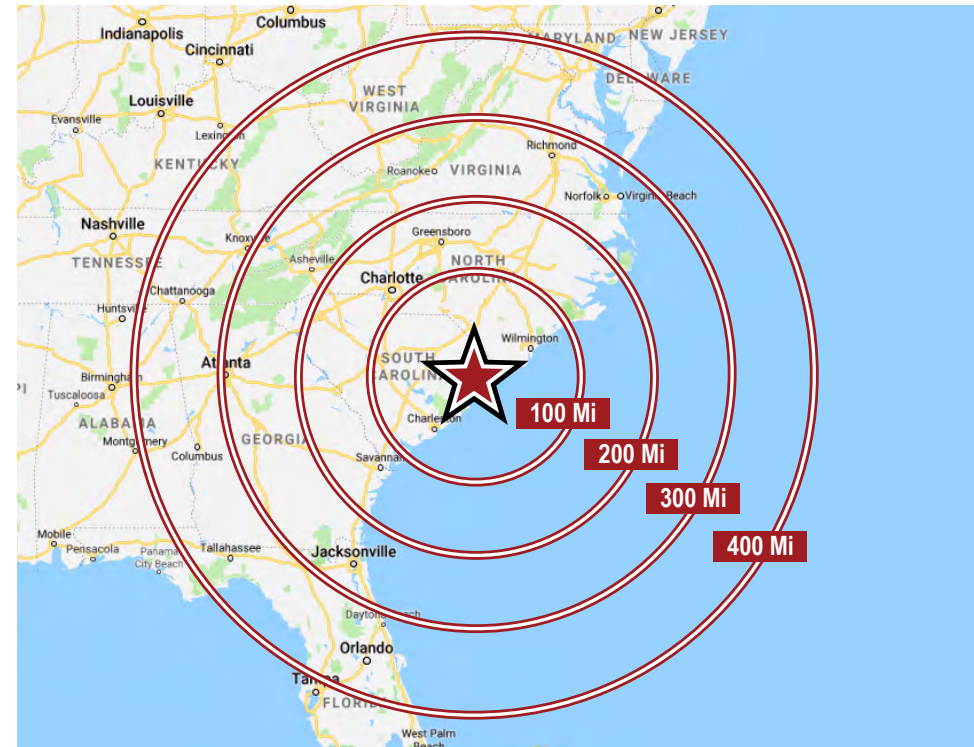 Columbus
Indianapolis
MARYLAND
NEW JERSEY
Cincinnati
DELAWARE
WEST
VIRGINIA
Louisville
Evansville
Lexington
Richmond
KENTUCKY
Roanoke
VIRGINIA
Norfolk
Virginia Beach
Nashville
Knoxville
Greensboro
TENNESSEE
Asheville
NORTH
CAROLINA
Charlotte
Chattanooga
Huntsville
Wilmington
SOUTH
CAROLINA
Atlanta
Birmingham
Tuscaloosa
100 Mi
Charleston
ALABAMA
Montgomery
GEORGIA
Columbus
Savannah
200 Mi
300 Mi
Mobile
Pensacola
Panama
City Beach
Tallahassee
Jacksonville
400 Mi
Daytona Beach
Orlando
Tampa
FLORIDA
West Palm
Beach